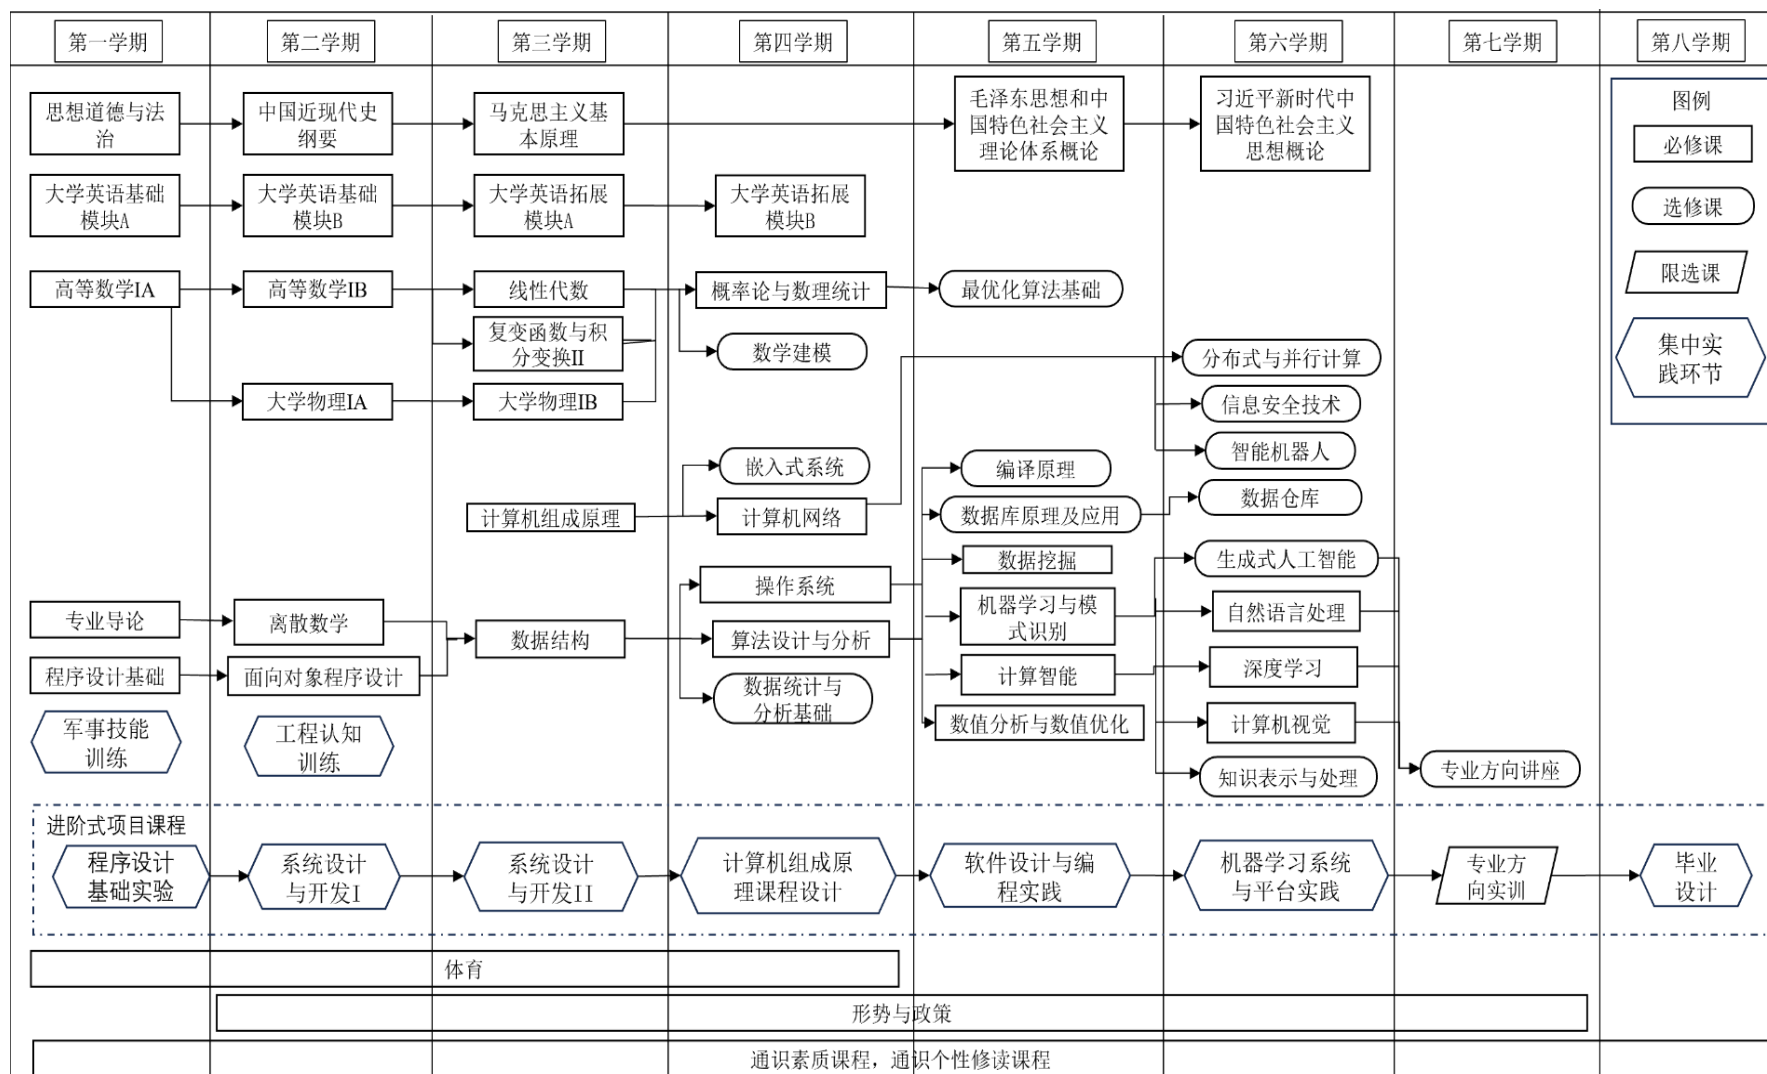 第一学期
第二学期
第三学期
第四学期
第五学期
第六学期
第七学期
第八学期
思想道德与法
治
中国近现代史
纲要
马克思主义基
本原理
毛泽东思想和中
国特色社会主义
理论体系概论
习近平新时代中
国特色社会主义
思想概论
图例
必修课
选修课
限选课
集中实
践环节
大学英语基础
模块A
大学英语基础
模块B
大学英语拓展
模块A
大学英语拓展
模块B
高等数学IA
高等数学IB
线性代数
概率论与数理统计
最优化算法基础
复变函数与积
分变换II
数学建模
分布式与并行计算
大学物理IA
大学物理IB
信息安全技术
嵌入式系统
编译原理
智能机器人
计算机组成原理
计算机网络
数据库原理及应用
数据仓库
操作系统
数据挖掘
生成式人工智能
专业导论
离散数学
数据结构
算法设计与分析
机器学习与模
式识别
自然语言处理
程序设计基础
面向对象程序设计
数据统计与
分析基础
计算智能
深度学习
军事技能
训练
工程认知
训练
数值分析与数值优化
计算机视觉
知识表示与处理
专业方向讲座
进阶式项目课程
程序设计
基础实验
系统设计
与开发I
系统设计
与开发II
计算机组成原
理课程设计
软件设计与编
程实践
机器学习系统
与平台实践
专业方
向实训
毕业
设计
体育
形势与政策
通识素质课程，通识个性修读课程